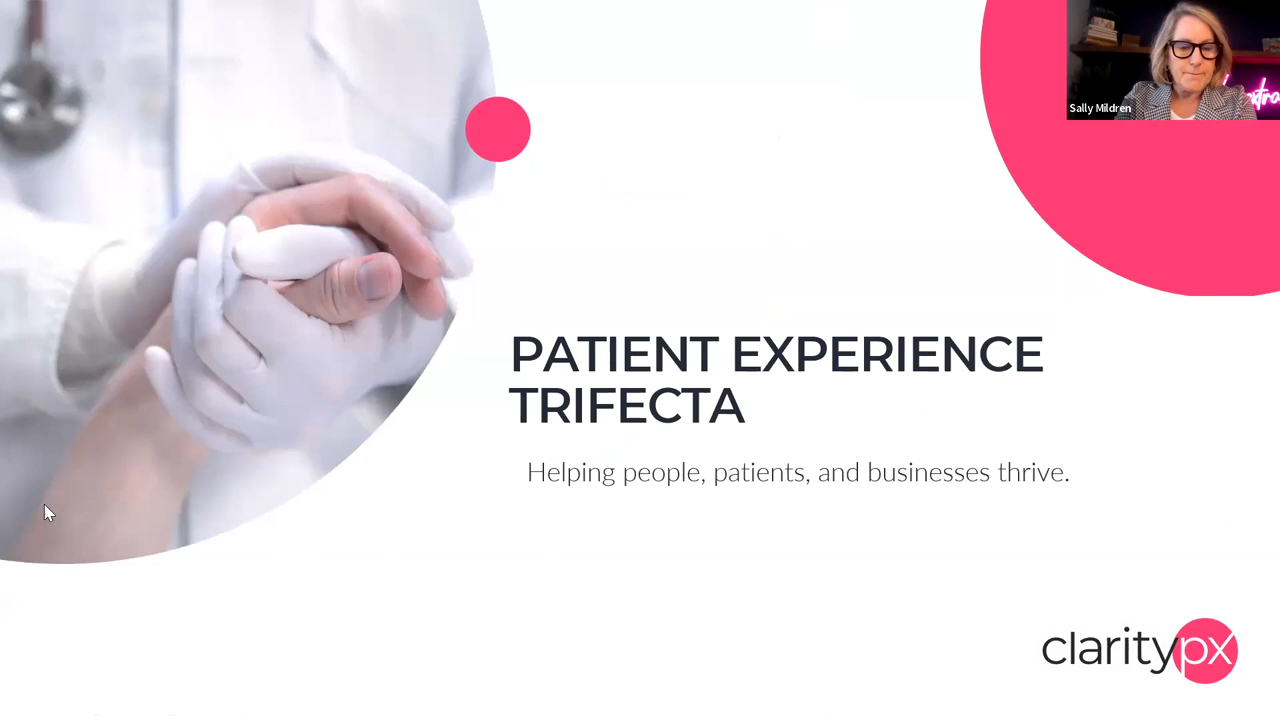 Sally Mildren
PATIENT EXPERIENCE
TRIFECTA
Helping people, patients, and businesses thrive.
claritypx